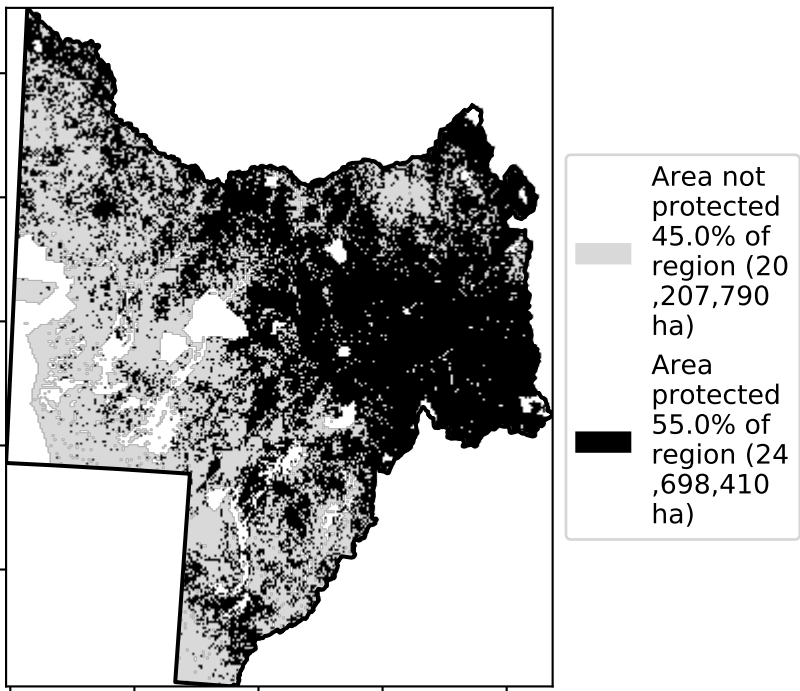 Area not
protected
45.0% of
region (20
,207,790
ha)
Area
protected
55.0% of
region (24
,698,410
ha)